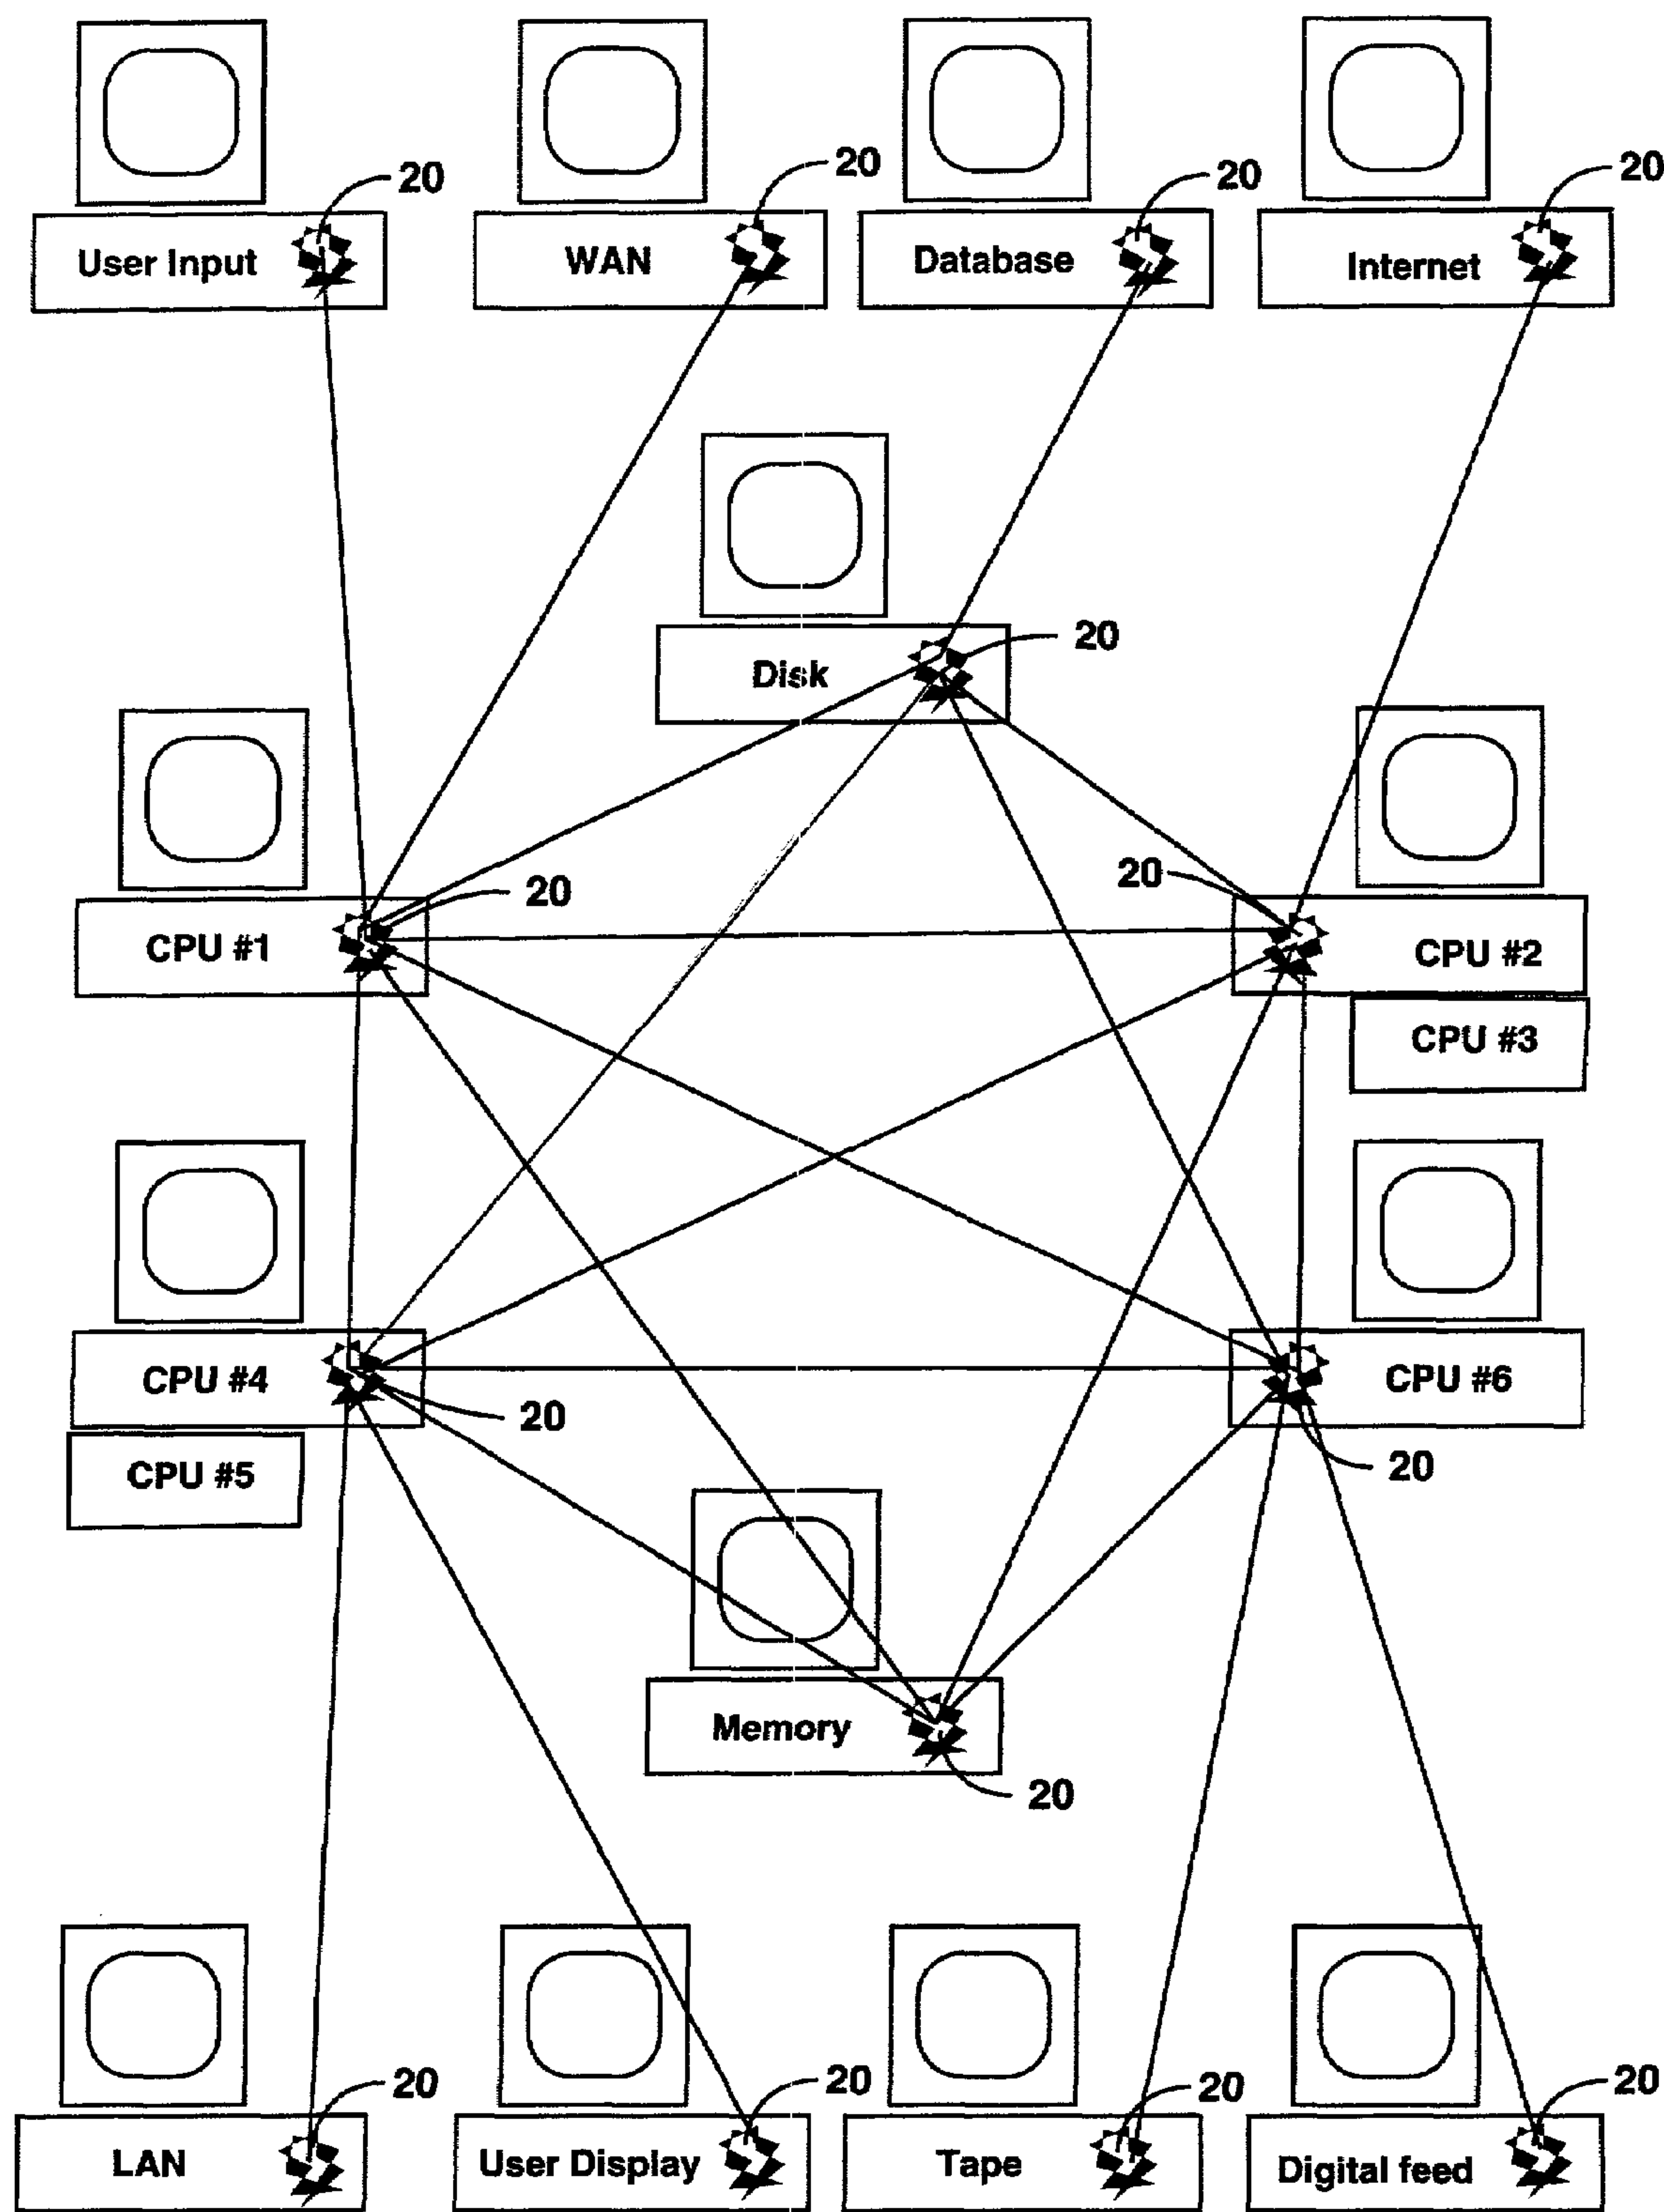 20
20
20
20
User Input
WAN
Database
Internet
20
Disk
20
20
CPU #1
CPU #2
CPU #3
CPU #4
CPU #6
20
20
CPU #5
Memory
20
20
20
20
20
LAN
User Display
Tape
Digital feed